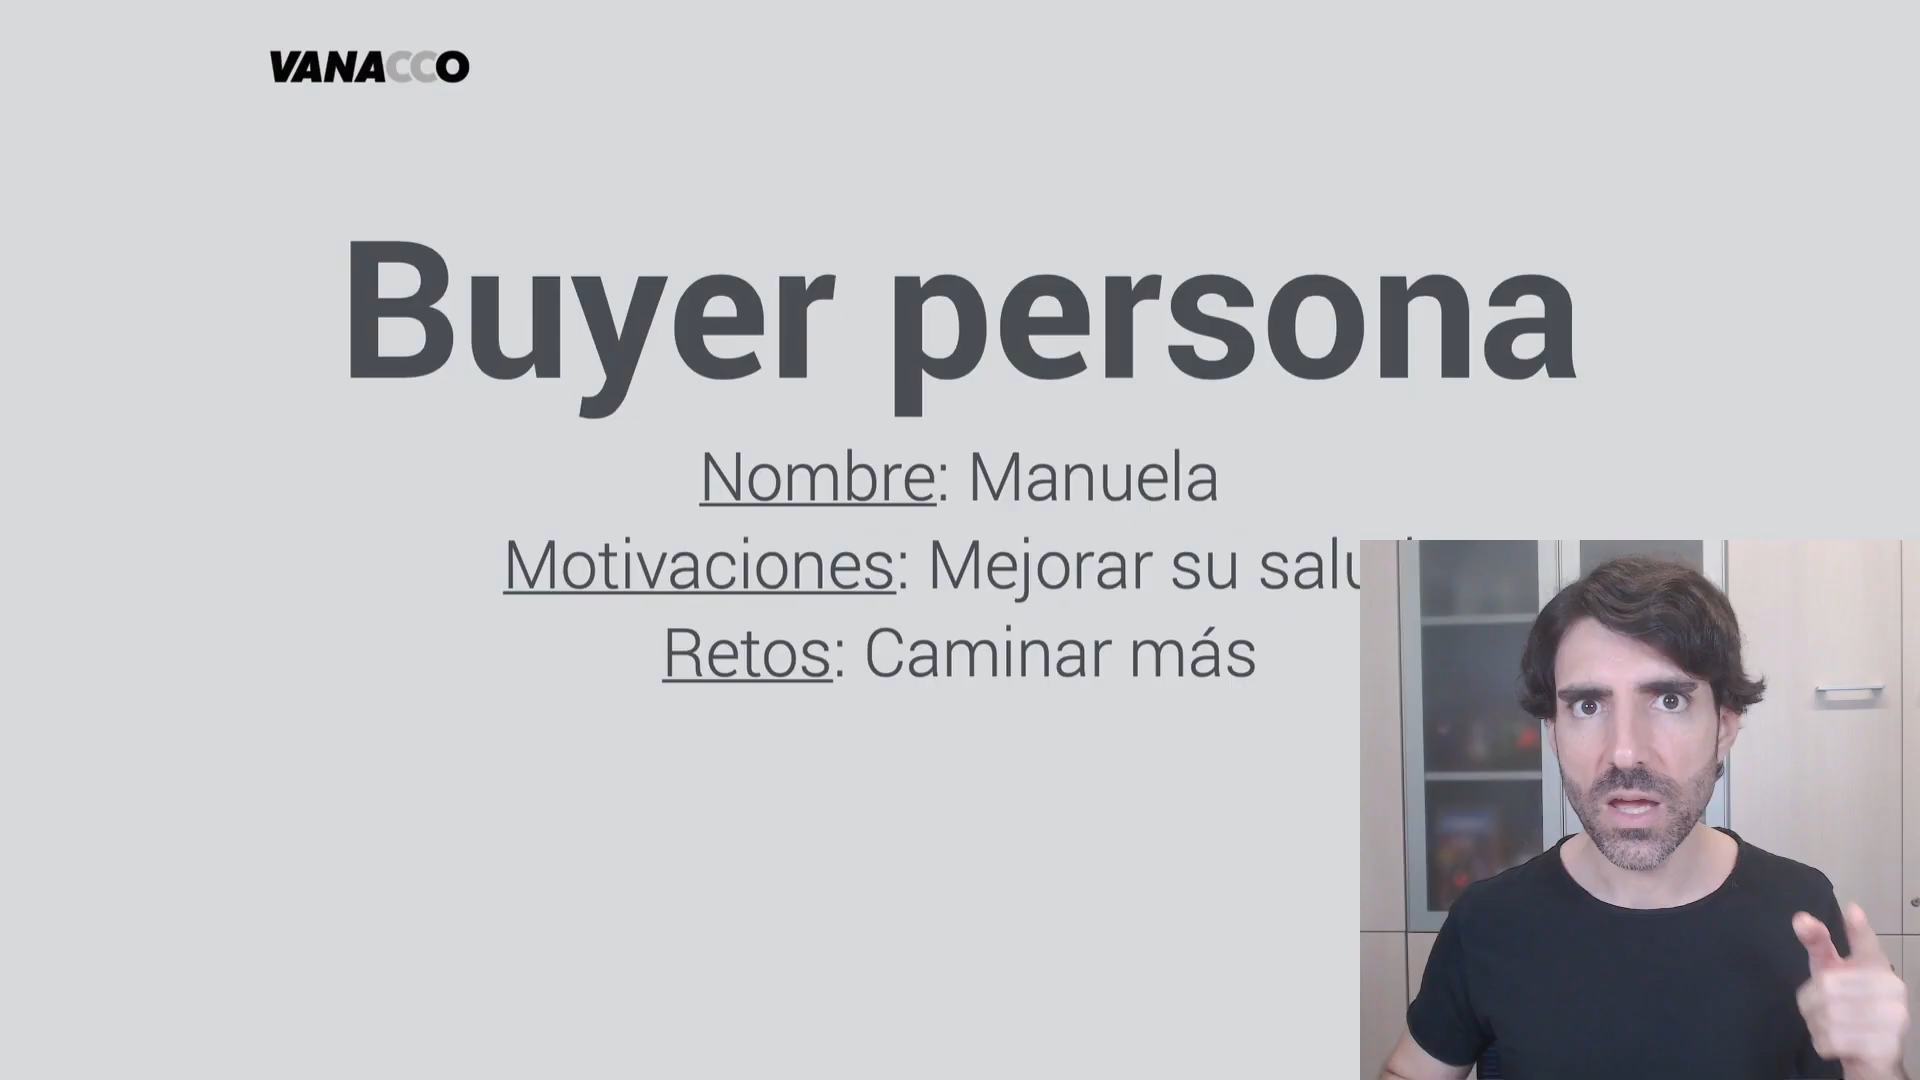 VANACCO
Buyer persona
Nombre: Manuela
Motivaciones: Mejorar su
Retos: Caminar más